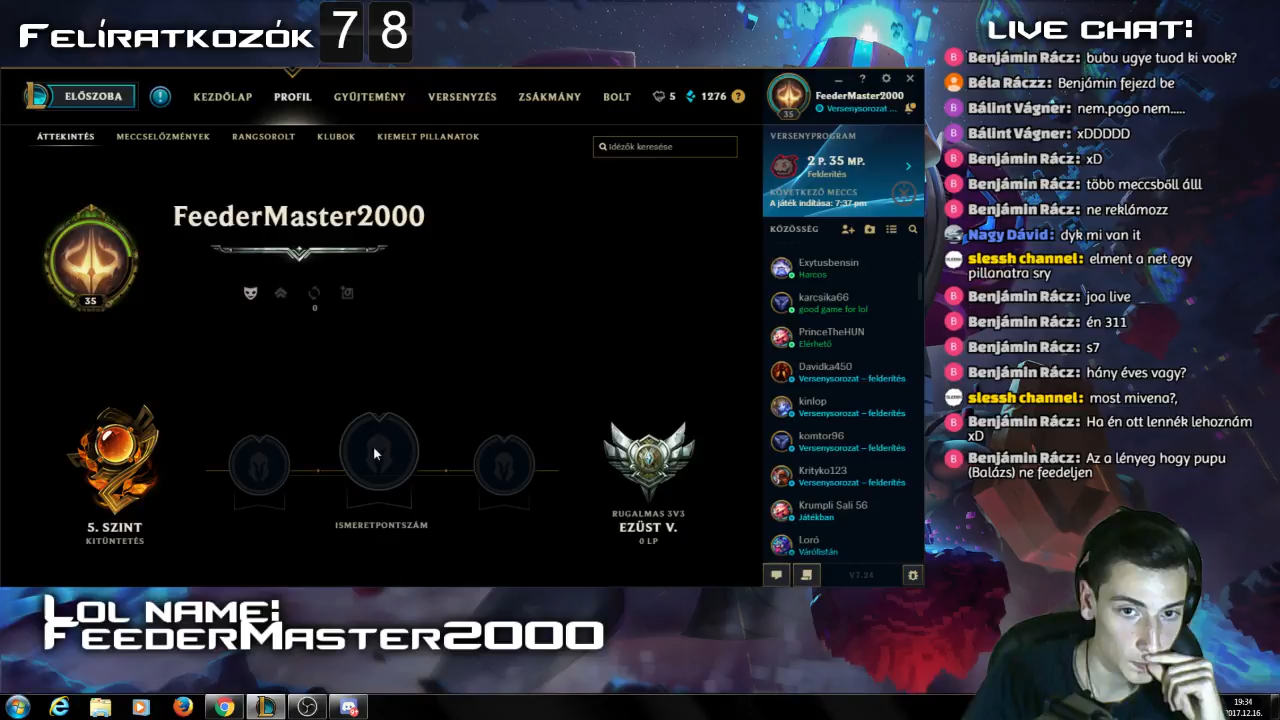 Felíratkozók 78
ELŐSZOBA
KEZDŐLAP
PROFIL
GYŰJTEMÉNY
VERSENYZÉS
ZSÁKMÁNY
BOLT
5
1276
ÁTTEKINTÉS
MECCSELŐZMÉNYEK
RANGSOROLT
KLUBOK
KIEMELT PILLANATOK
Idézők keresése
FeederMaster2000
35
0
5. SZINT
KITÜNTETÉS
ISMERETPONTSZÁM
RUGALMAS 3V3
EZÜST V.
0 LP
FeederMaster2000
Versenysorozat ...
35
VERSENYPROGRAM
2 P. 35 MP.
Felderítés
KÖVETKEZŐ MECCS
A játék indítása: 7:37 pm
KÖZÖSSÉG
Exytusbensin
Harcos
karcsika66
good game for lol
PrinceTheHUN
Elérhető
Davidka450
Versenysorozat – felderítés
kinlop
Versenysorozat – felderítés
komtor96
Versenysorozat – felderítés
Krityko123
Versenysorozat – felderítés
Krumpli Sali 56
Játékban
Loró
Várólistán
V7.24
LIVE CHAT:
Benjámin Rácz: bubu ugye tuod ki vook?
Béla Ráczz: Benjámin fejezd be
Bálint Vágner: nem.pogo nem.....
Bálint Vágner: xDDDDD
Benjámin Rácz: xD
Benjámin Rácz: több meccsböll álll
Benjámin Rácz: ne reklámozz
Nagy Dávid: dyk mi van it
slessh channel: elment a net egy
pillanatra sry
Benjámin Rácz: joa live
Benjámin Rácz: én 311
Benjámin Rácz: s7
Benjámin Rácz: hány éves vagy?
slessh channel: most mivena?,
Benjámin Rácz: Ha én ott lennék lehoznám
xD
Benjámin Rácz: Az a lényeg hogy pupu
(Balázs) ne feedeljen
Lol name:
FeederMaster2000
19:34
2017.12.16.